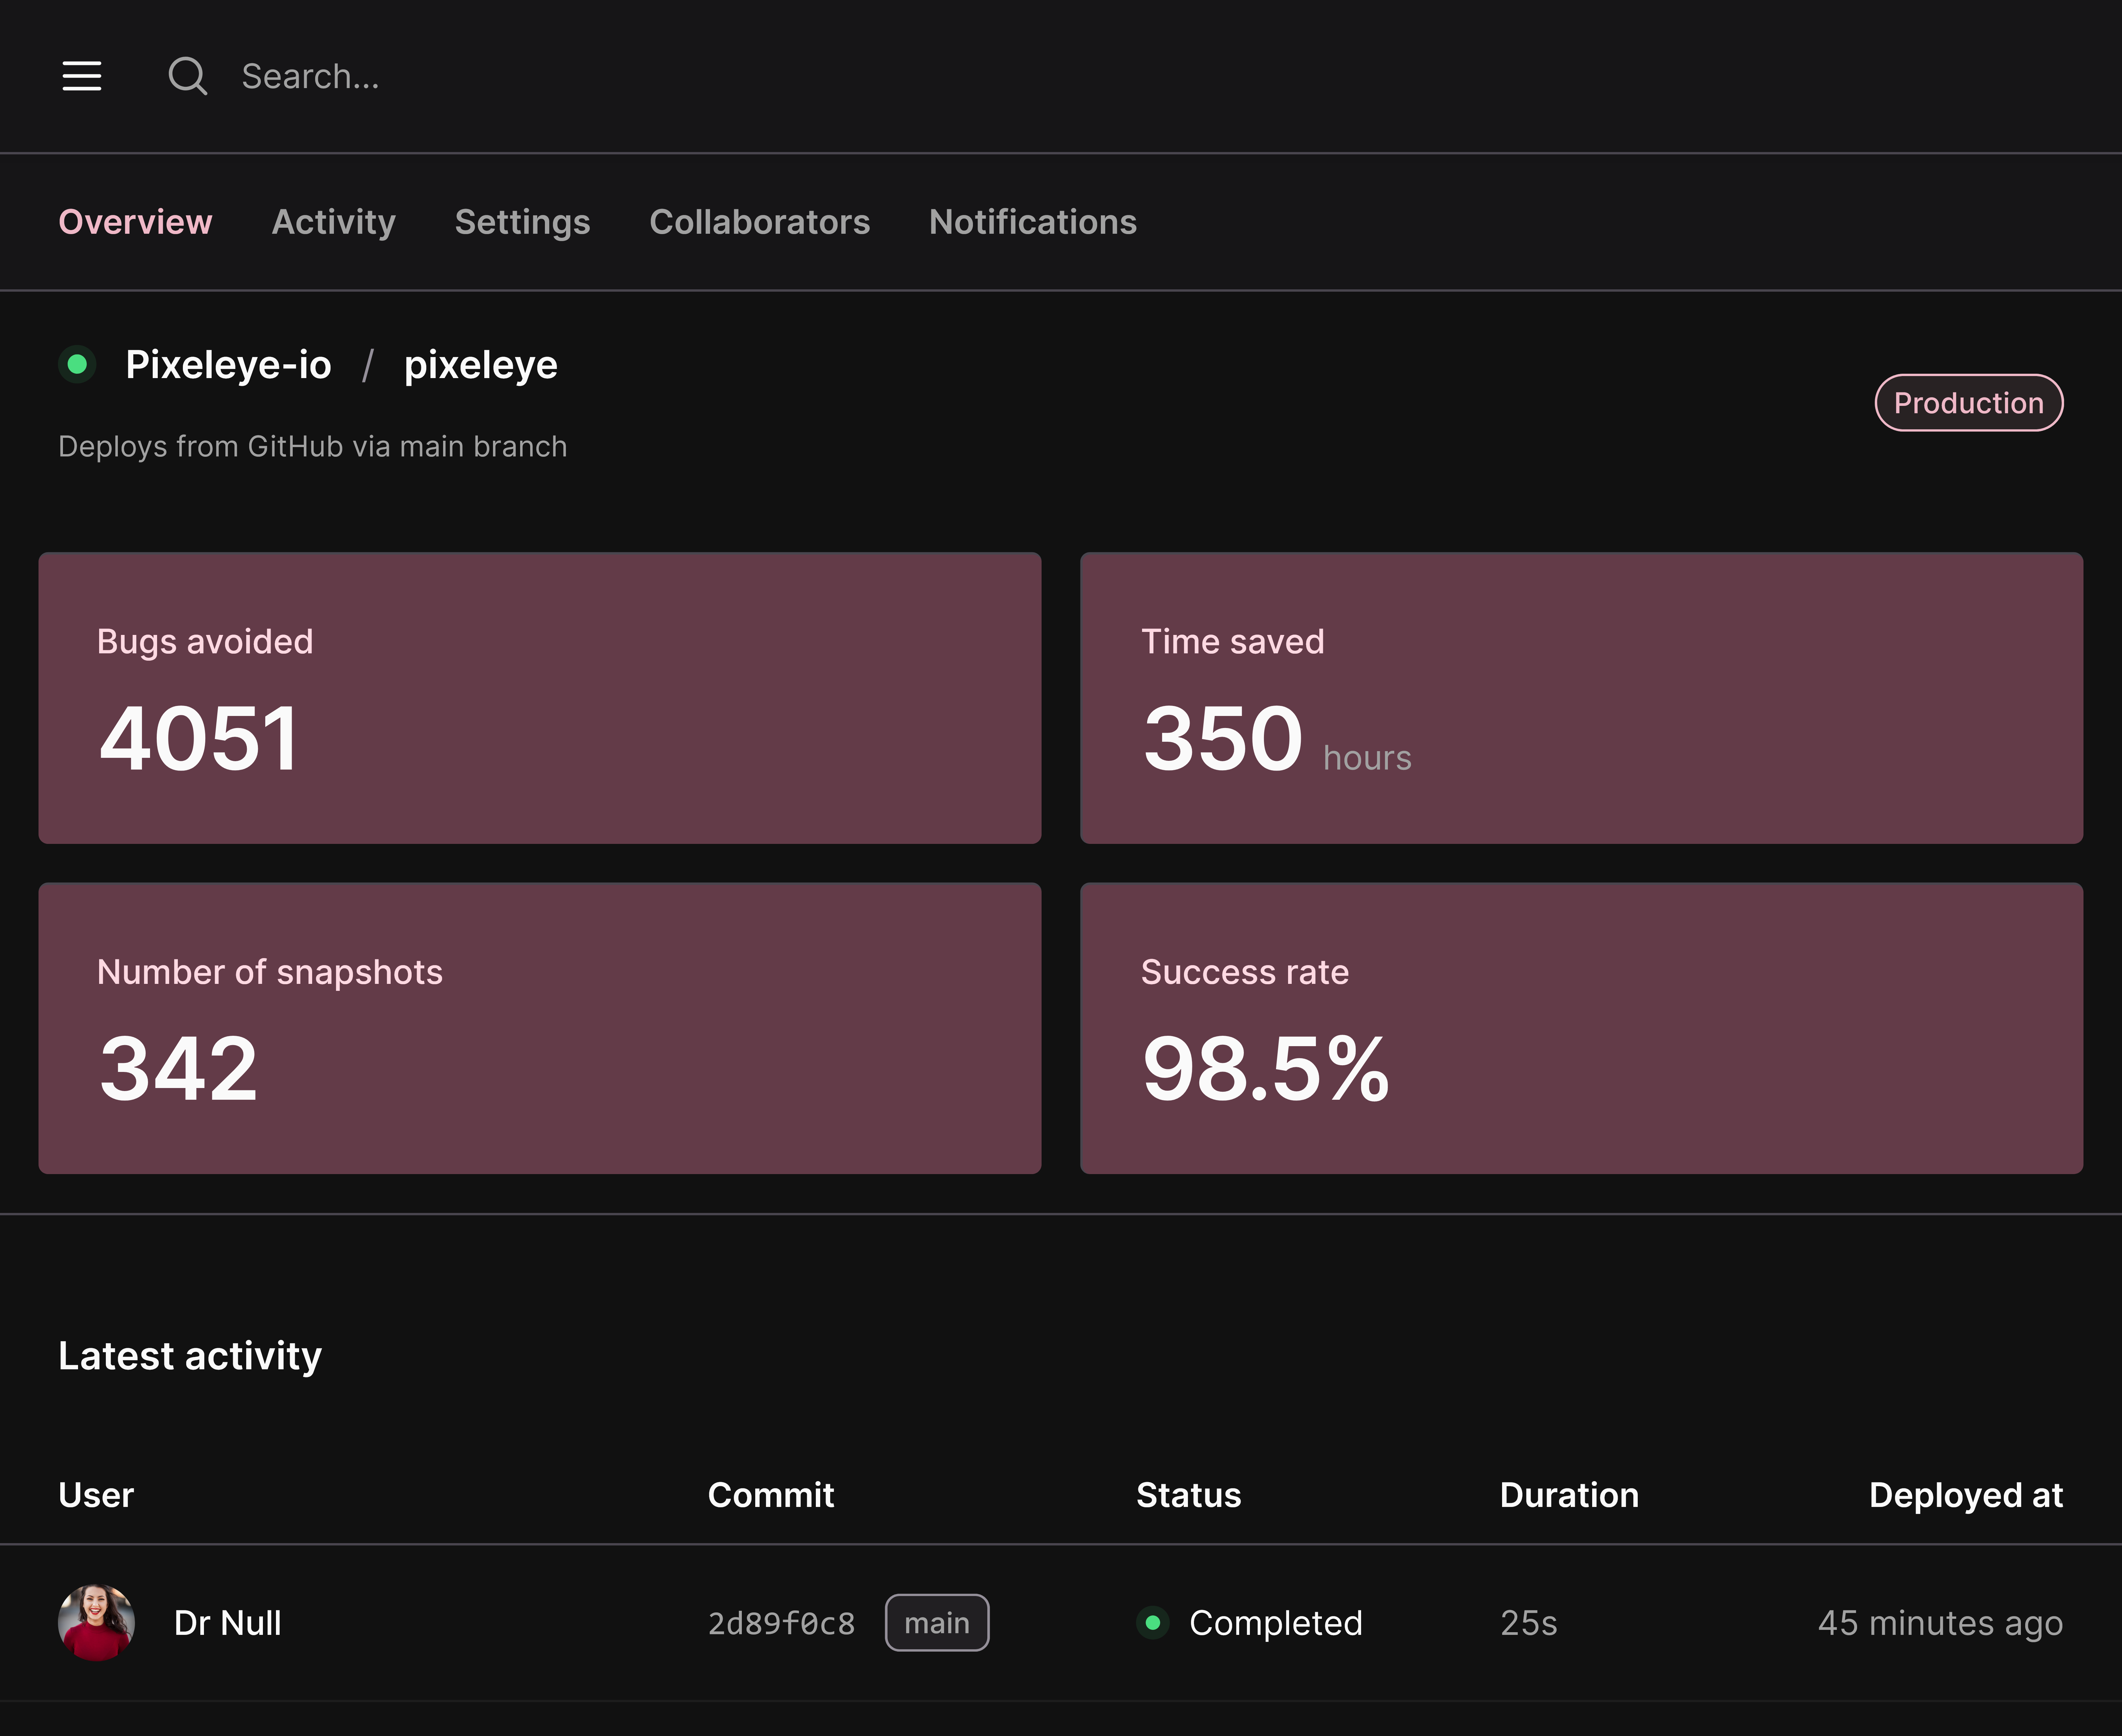 Search...
Overview Activity Settings Collaborators Notifications
Pixeleye-io / pixeleye
Production
Deploys from GitHub via main branch
Bugs avoided
4051
Time saved
350 hours
Number of snapshots
342
Success rate
98.5%
Latest activity
User Commit Status Duration Deployed at
Dr Null 2d89f0c8 main Completed 25s 45 minutes ago